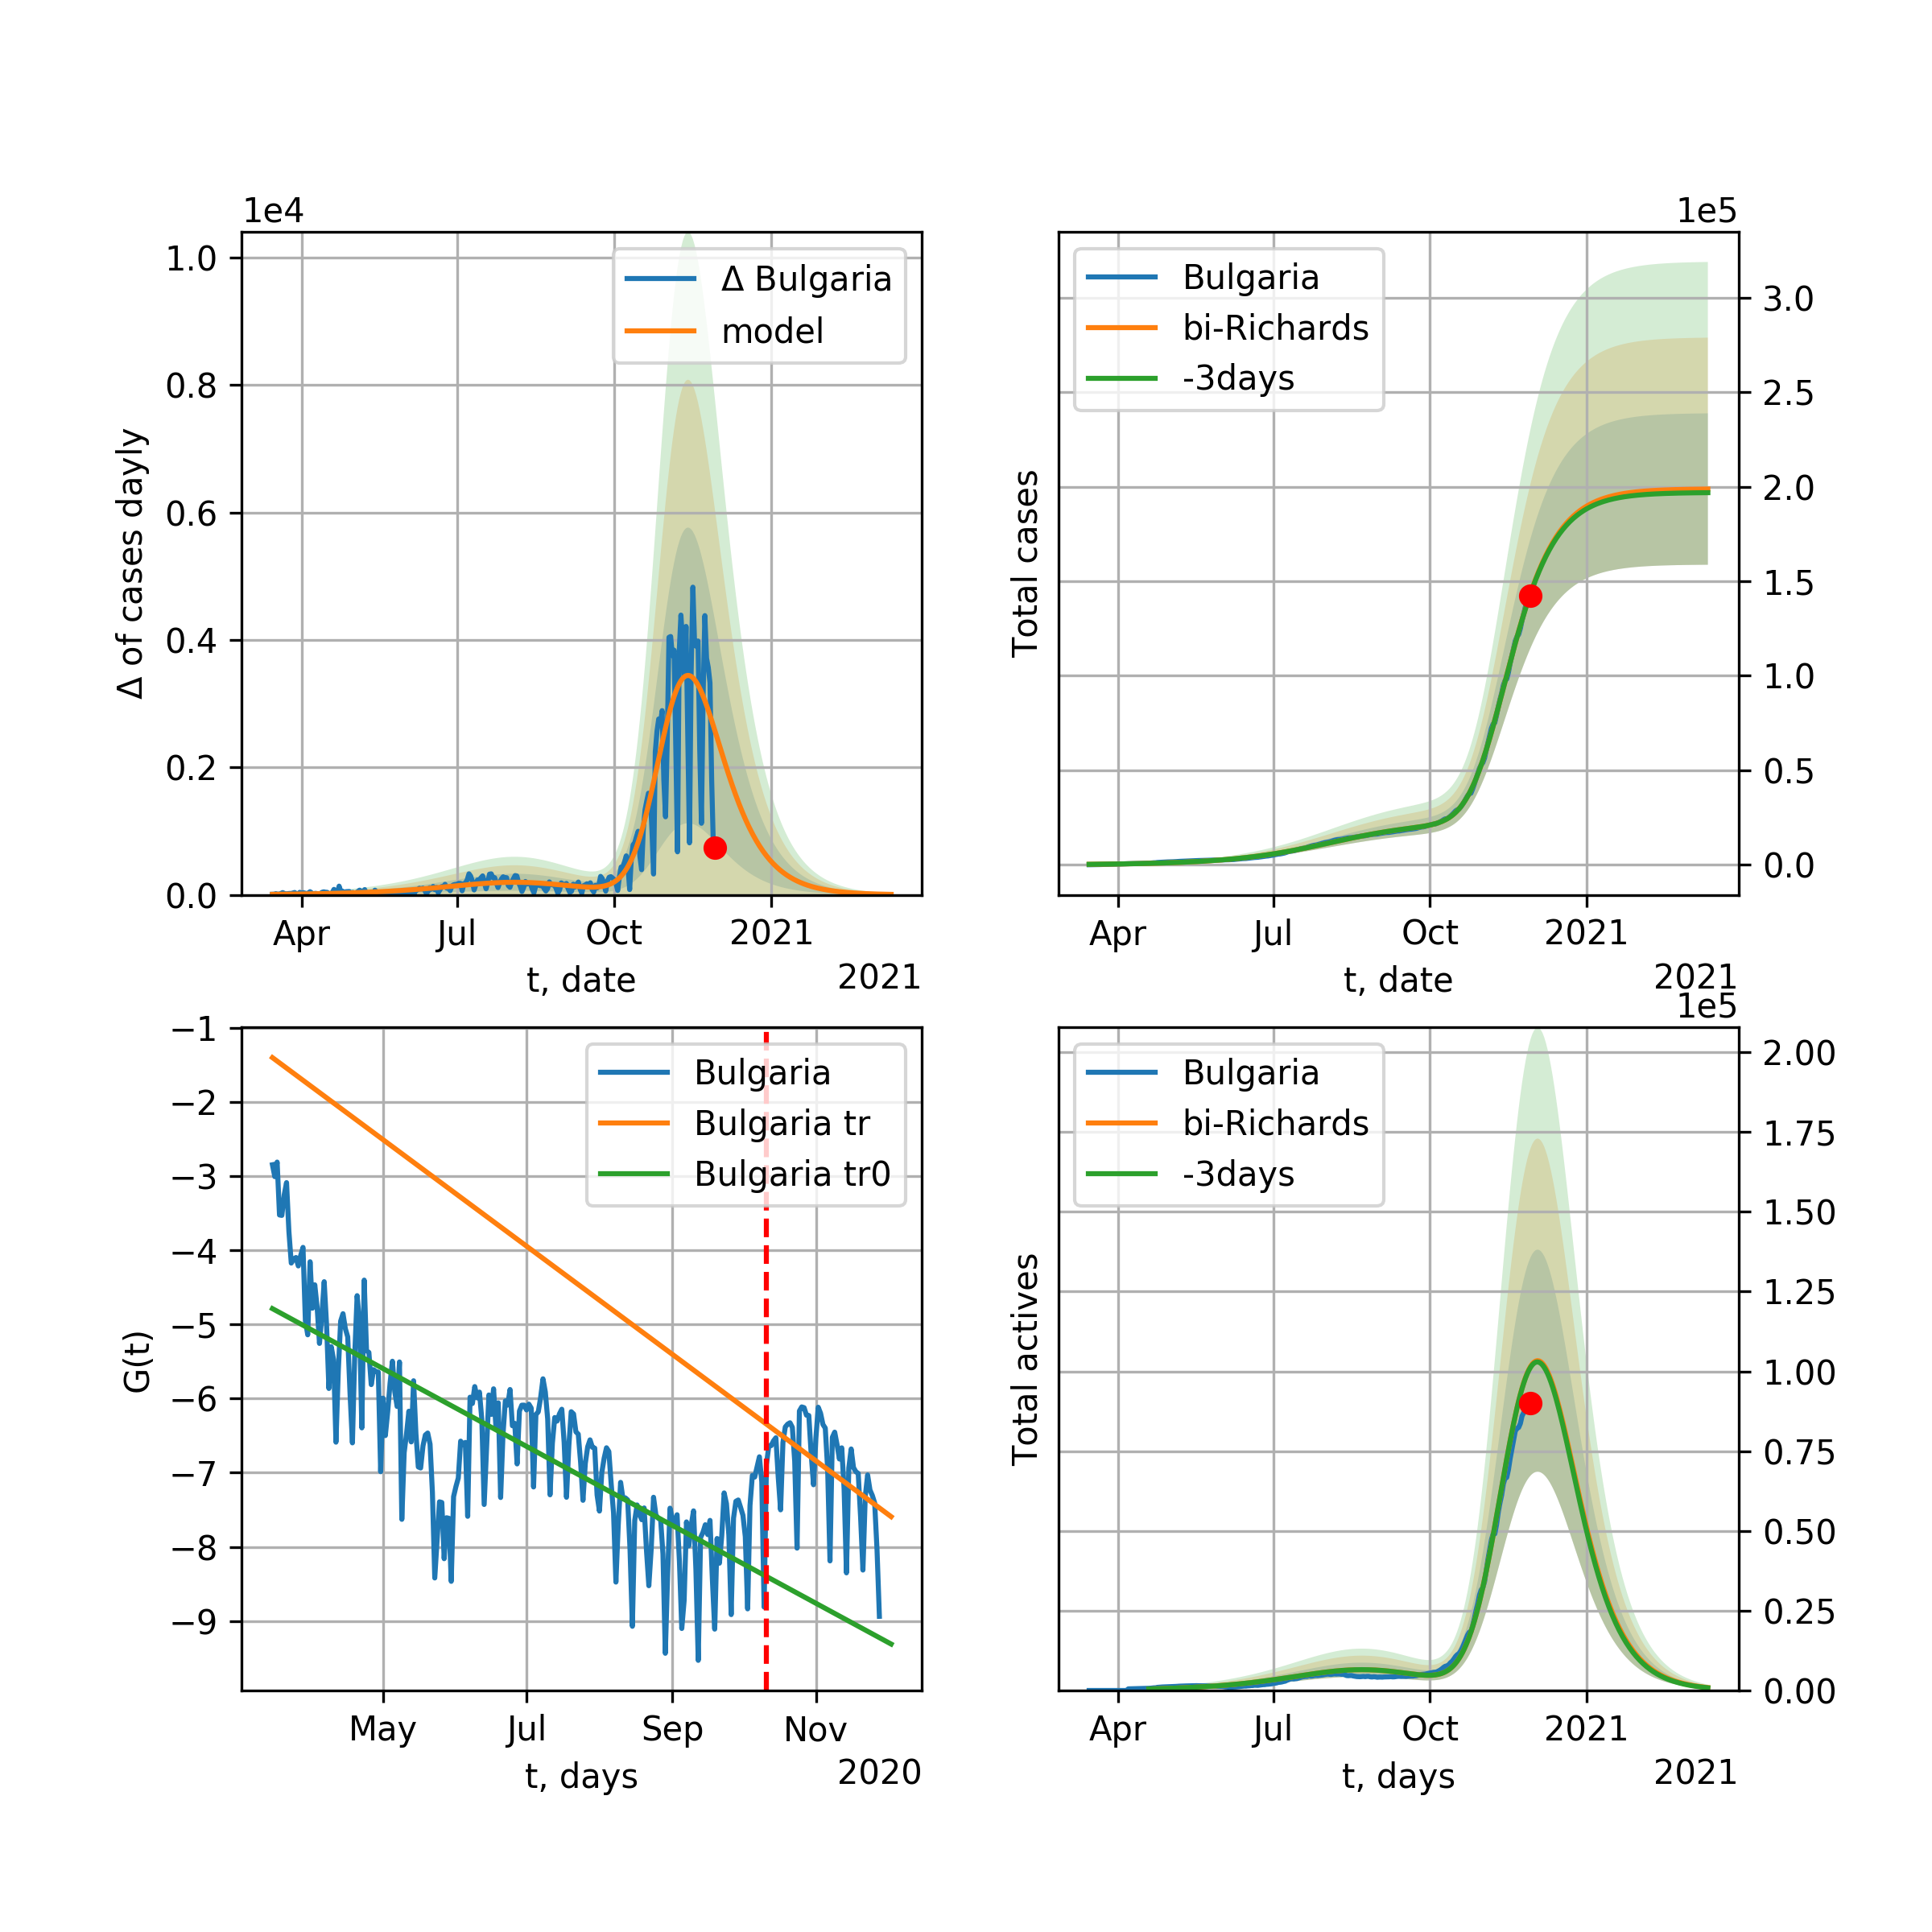 1e4
1.0
0.8
0.6
0.4
0.2
0.0
Δ of cases dayly
Δ Bulgaria
model
Apr
Jul
Oct
2021
t, date
2021
1e5
Bulgaria
bi-Richards
-3days
Total cases
3.0
2.5
2.0
1.5
1.0
0.5
0.0
Apr
Jul
Oct
2021
t, date
2021
−1
−2
−3
−4
−5
−6
−7
−8
−9
G(t)
Bulgaria
Bulgaria tr
Bulgaria tr0
May
Jul
Sep
Nov
t, days
2020
1e5
Bulgaria
bi-Richards
-3days
Total actives
2.00
1.75
1.50
1.25
1.00
0.75
0.50
0.25
0.00
Apr
Jul
Oct
2021
t, days
2021